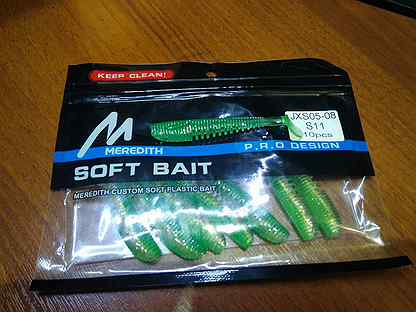 KEEP CLEAN!
JXS05-08
S11
10pcs
M
MEREDITH
P.R.O DESIGN
SOFT BAIT
MEREDITH CUSTOM SOFT PLASTIC BAIT